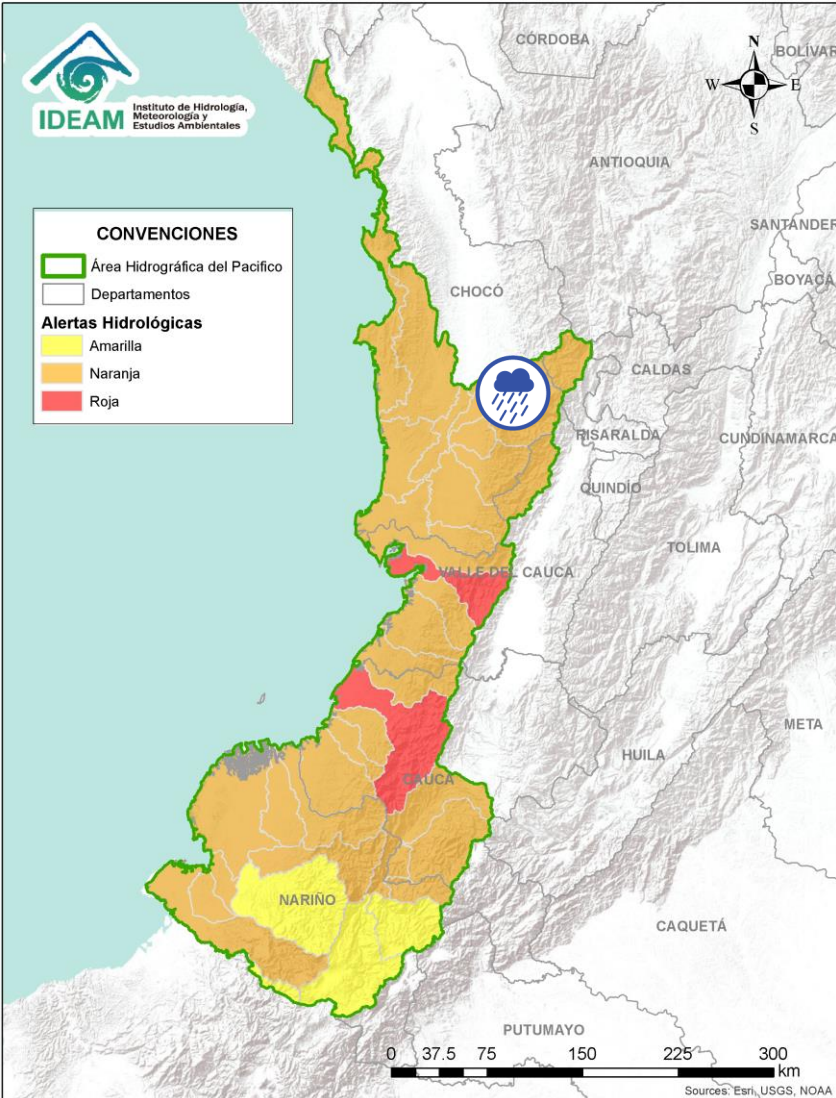 IDEAM
Instituto de Hidrología,
Meteorología y
Estudios Ambientales
CONVENCIONES
Área Hidrográfica del Pacifico
Departamentos
Alertas Hidrológicas
Amarilla
Naranja
Roja
N
W
E
S
CÓRDOBA
BOLÍVAR
ANTIOQUIA
SANTANDER
BOYACÁ
CHOCÓ
CALDAS
RISARALDA
CUNDINAMARCA
QUINDÍO
TOLIMA
VALLE DEL CAUCA
META
HUILA
CAUCA
NARIÑO
CAQUETÁ
PUTUMAYO
0 37.5 75 150 225 300
km
Sources: Esri, USGS, NOAA